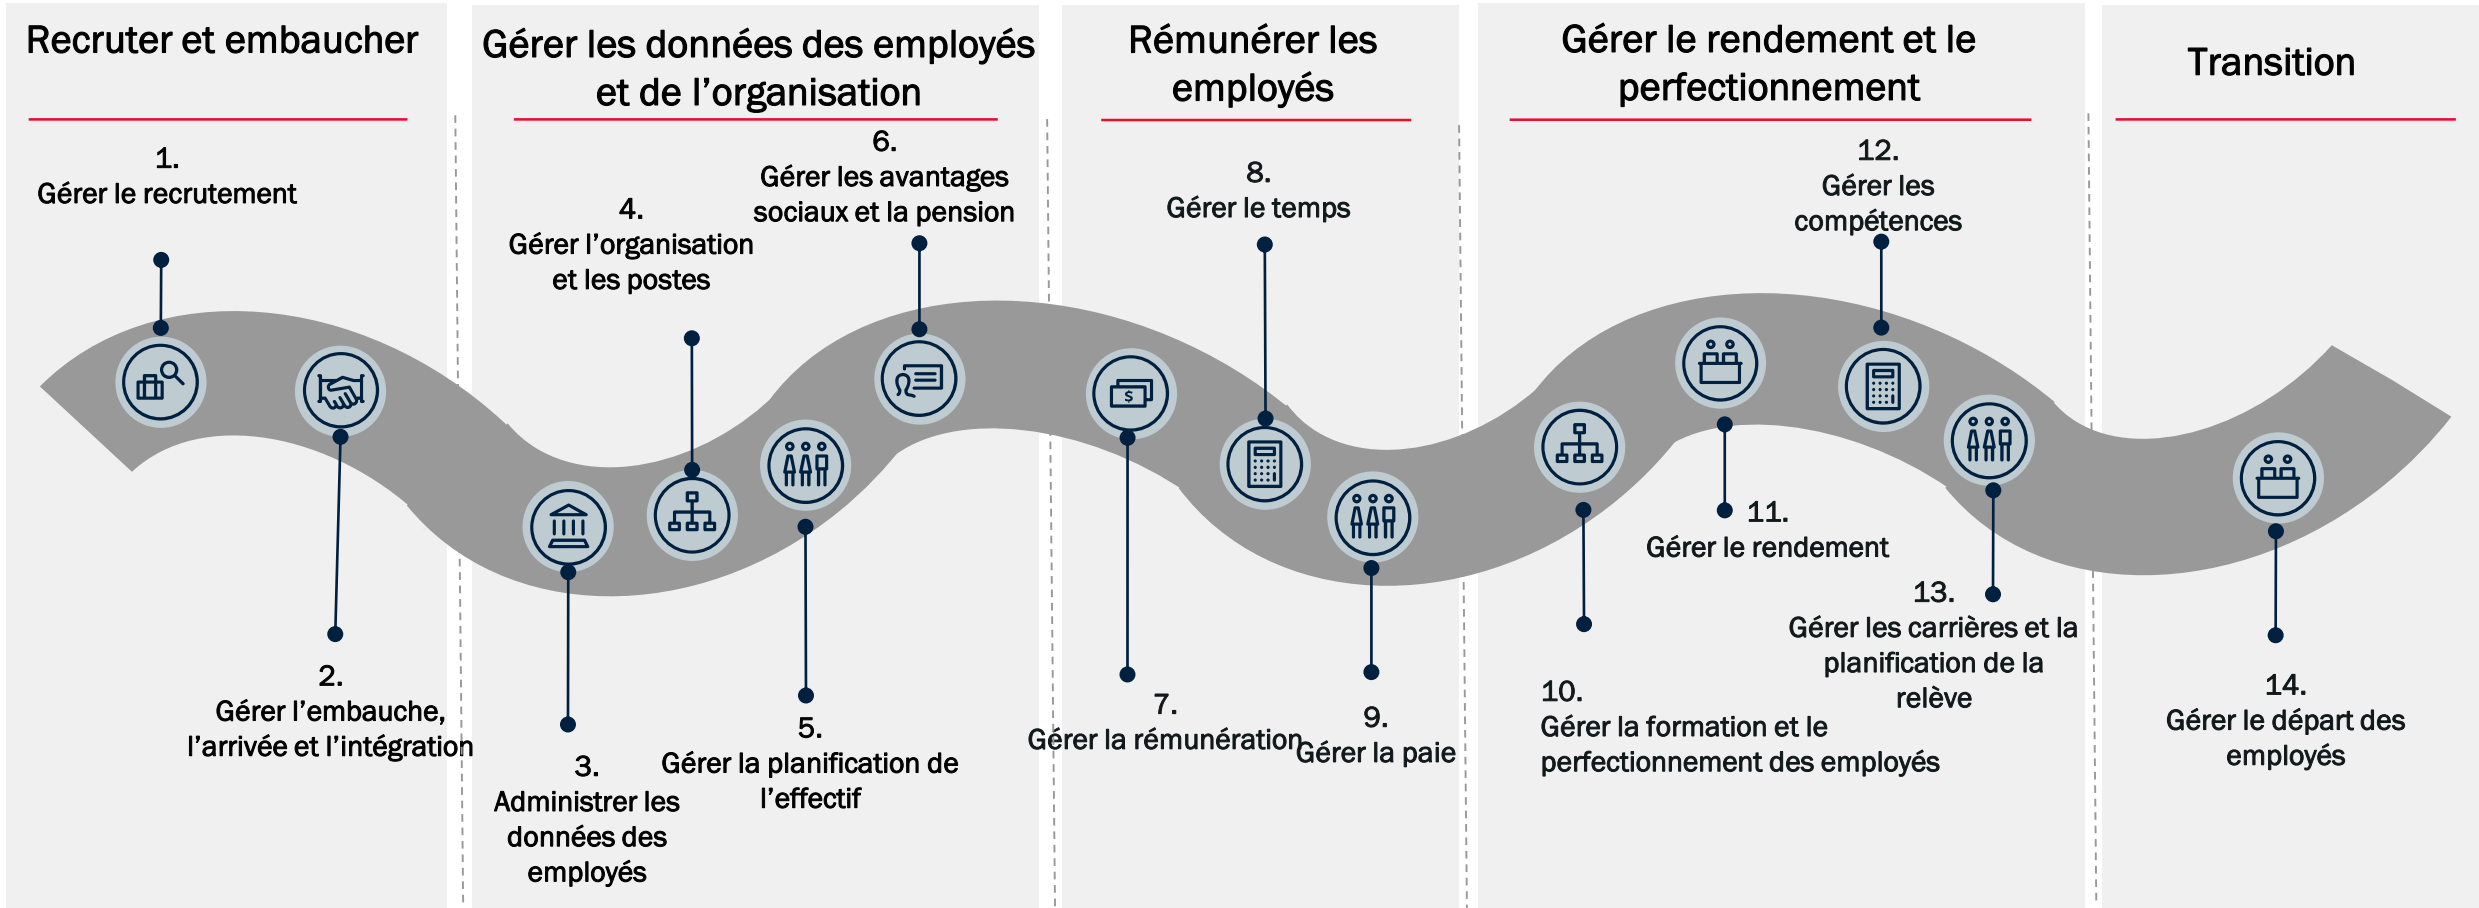 Recruter et embaucher
1.
Gérer le recrutement
2.
Gérer l’embauche,
l’arrivée et l’intégration
Gérer les données des employés
et de l’organisation
3.
Administrer les
données des
employés
4.
Gérer l’organisation
et les postes
5.
Gérer la planification de
l’effectif
6.
Gérer les avantages
sociaux et la pension
Rémunérer les
employés
7.
Gérer la rémunération
$
8.
Gérer le temps
9.
Gérer la paie
Gérer le rendement et le
perfectionnement
10.
Gérer la formation et le
perfectionnement des employés
11.
Gérer le rendement
12.
Gérer les
compétences
13.
Gérer les carrières et la
planification de la
relève
Transition
14.
Gérer le départ des
employés